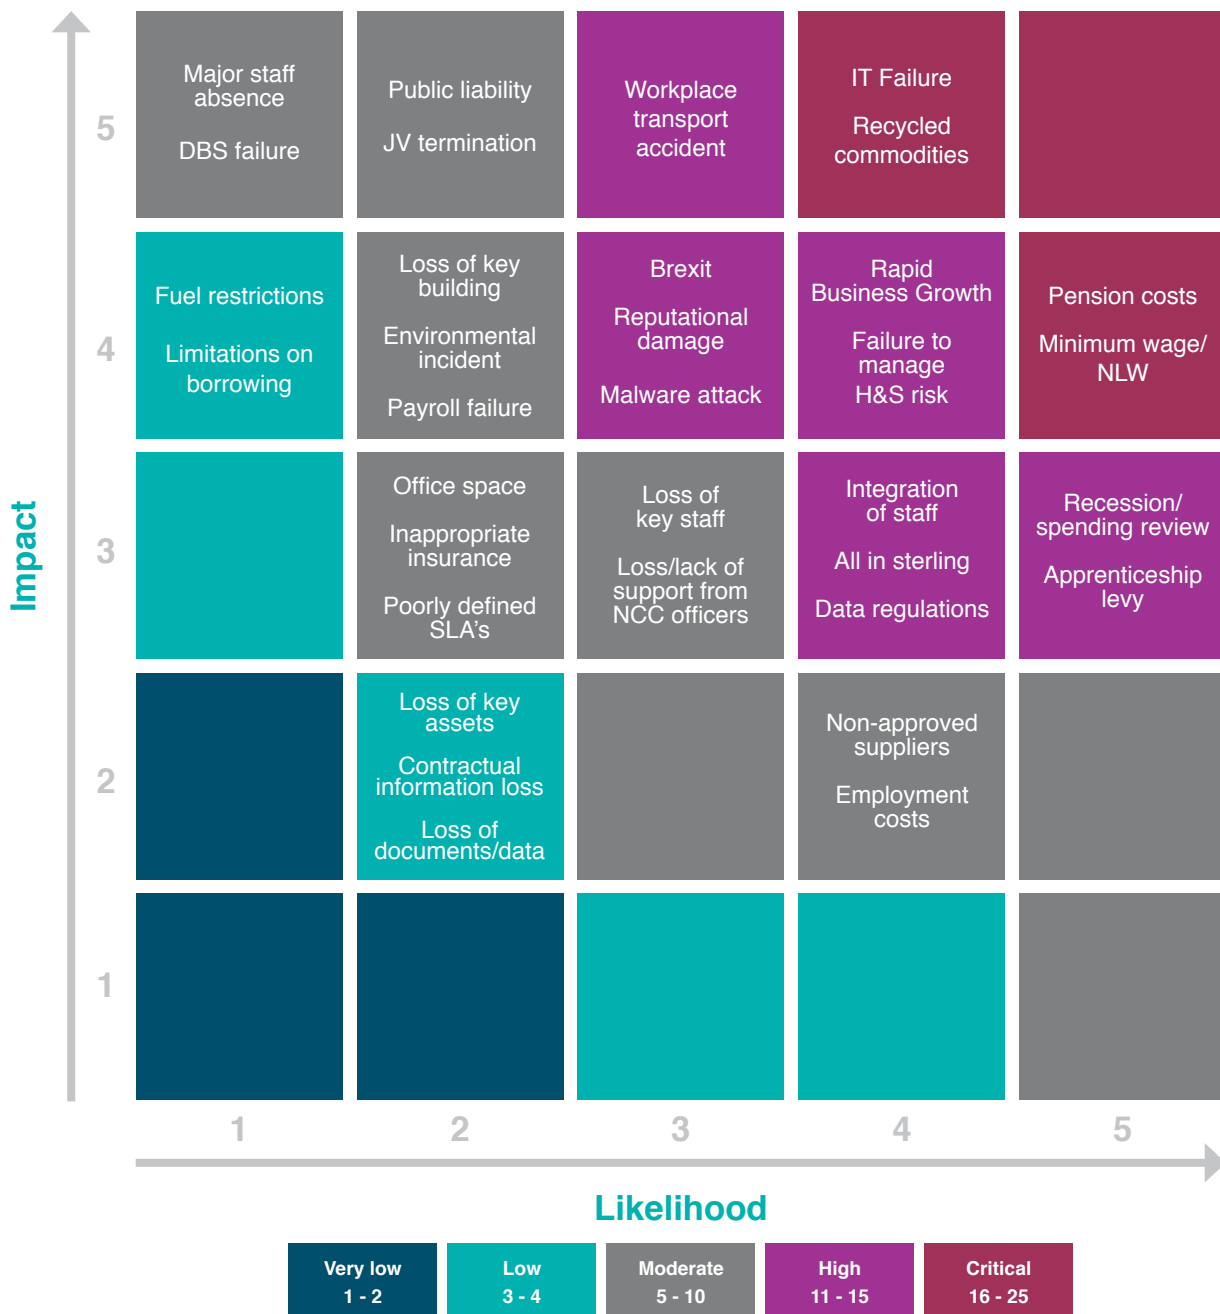 Impact
5
Major staff
absence
DBS failure
Public liability
JV termination
Workplace
transport
accident
IT Failure
Recycled
commodities
4
Fuel restrictions
Limitations on
borrowing
Loss of key
building
Environmental
incident
Payroll failure
Brexit
Reputational
damage
Malware attack
Rapid
Business Growth
Failure to
manage
H&S risk
Pension costs
Minimum wage/
NLW
3
Office space
Inappropriate
insurance
Poorly defined
SLA's
Loss of
key staff
Loss/lack of
support from
NCC officers
Integration
of staff
All in sterling
Data regulations
Recession/
spending review
Apprenticeship
levy
2
Loss of key
assets
Contractual
information loss
Loss of
documents/data
Non-approved
suppliers
Employment
costs
1
1
2
3
4
5
Likelihood
Very low
1 - 2
Low
3 - 4
Moderate
5 - 10
High
11 - 15
Critical
16 - 25